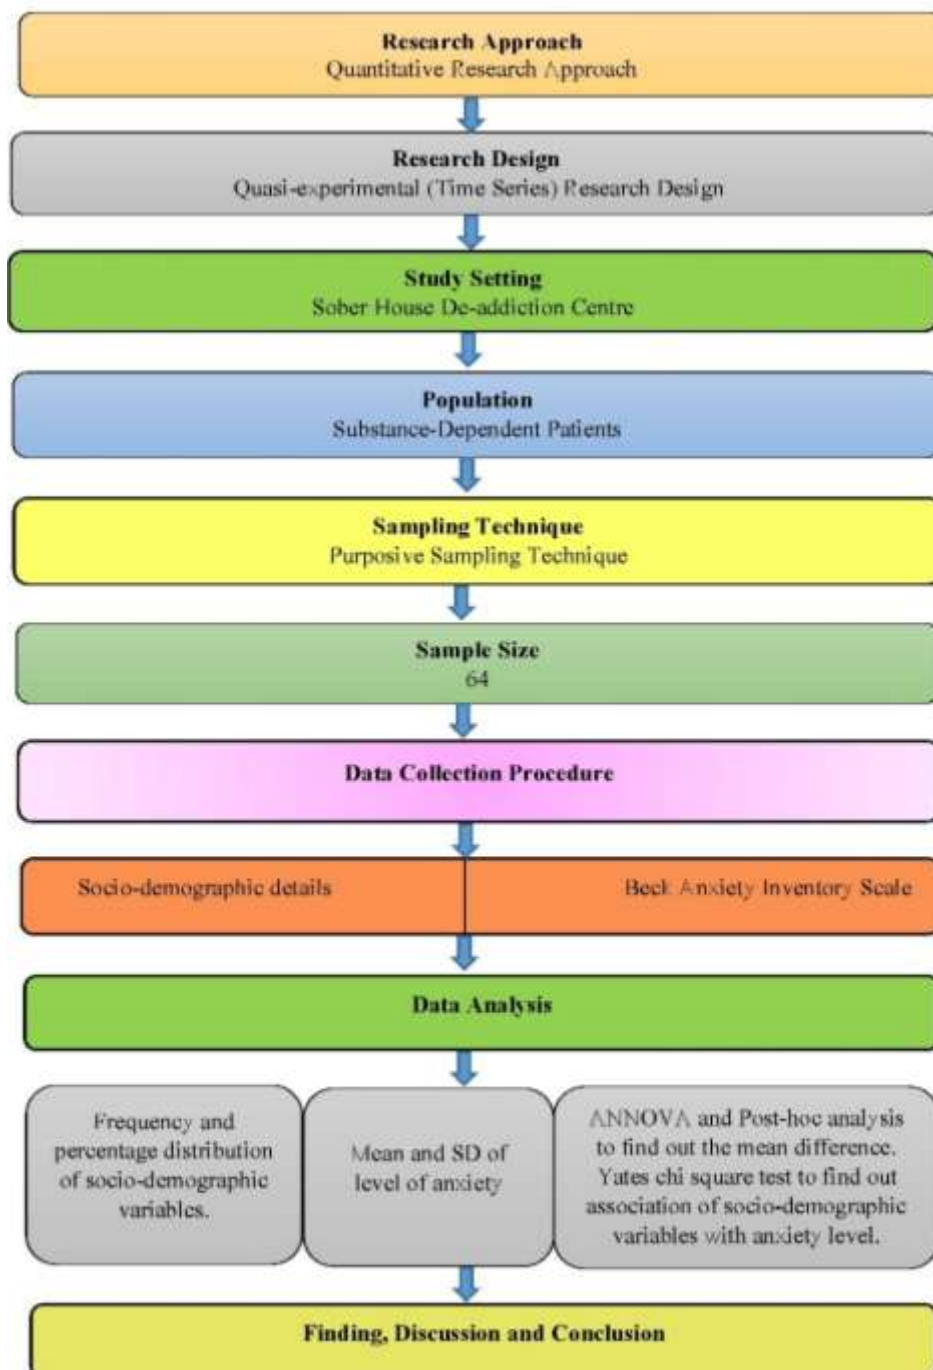 Research Approach
Quantitative Research Approach
Research Design
Quasi-experimental (Time Series) Research Design
Study Setting
Sober House De-addiction Centre
Population
Substance-Dependent Patients
Sampling Technique
Purposive Sampling Technique
Sample Size
64
Data Collection Procedure
Socio-demographic details
Beck Anxiety Inventory Scale
Data Analysis
Frequency and
percentage distribution
of socio-demographic
variables.
Mean and SD of
level of anxiety
ANNOVA and Post-hoc analysis
to find out the mean difference.
Yates chi square test to find out
association of socio-demographic
variables with anxiety level.
Finding, Discussion and Conclusion